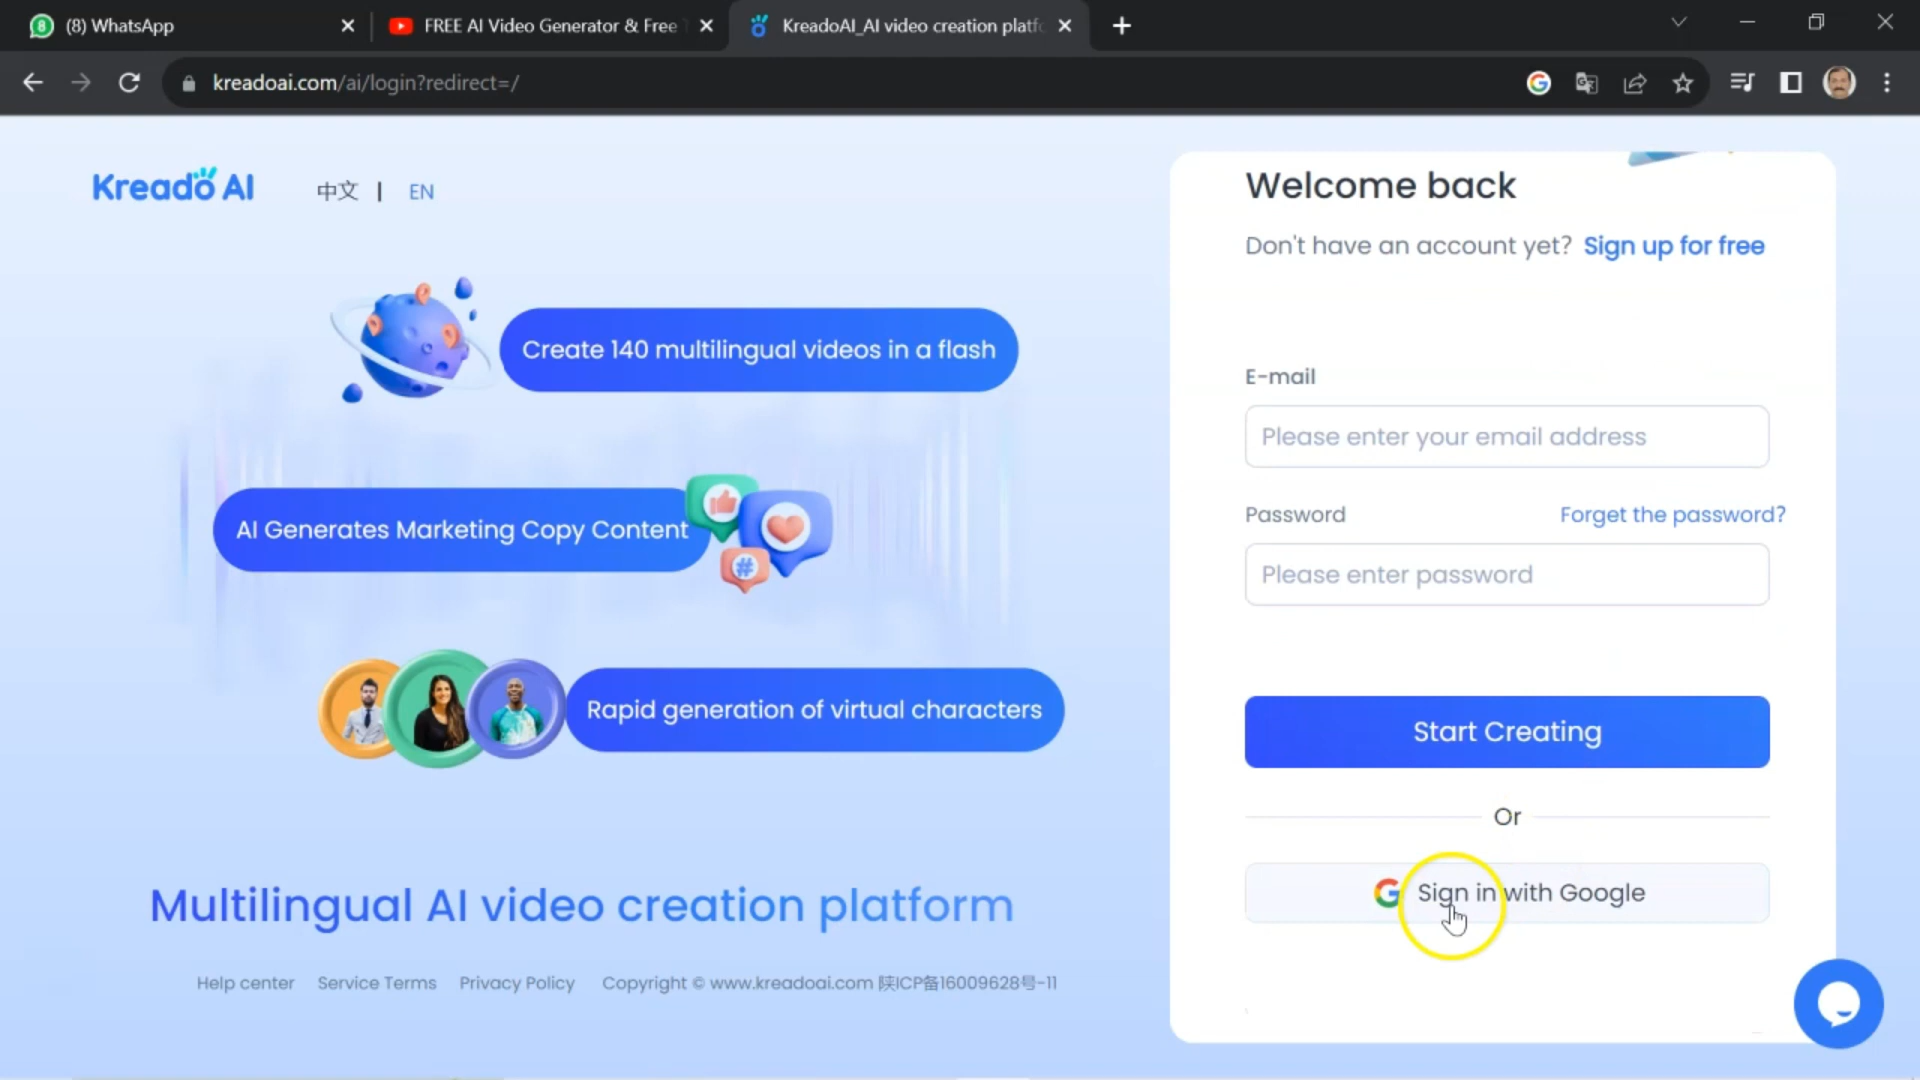 8 (8) WhatsApp
FREE AI Video Generator & Free
KreadoAI_AI video creation platfo
kreadoai.com/ai/login?redirect=/
Kreado AI
中文 | EN
Create 140 multilingual videos in a flash
AI Generates Marketing Copy Content
#
Rapid generation of virtual characters
Multilingual AI video creation platform
Help center Service Terms Privacy Policy Copyright © www.kreadoai.com 陕ICP备16009628号-11
Welcome back
Don't have an account yet? Sign up for free
E-mail
Please enter your email address
Password Forget the password?
Please enter password
Start Creating
Or
Sign in with Google